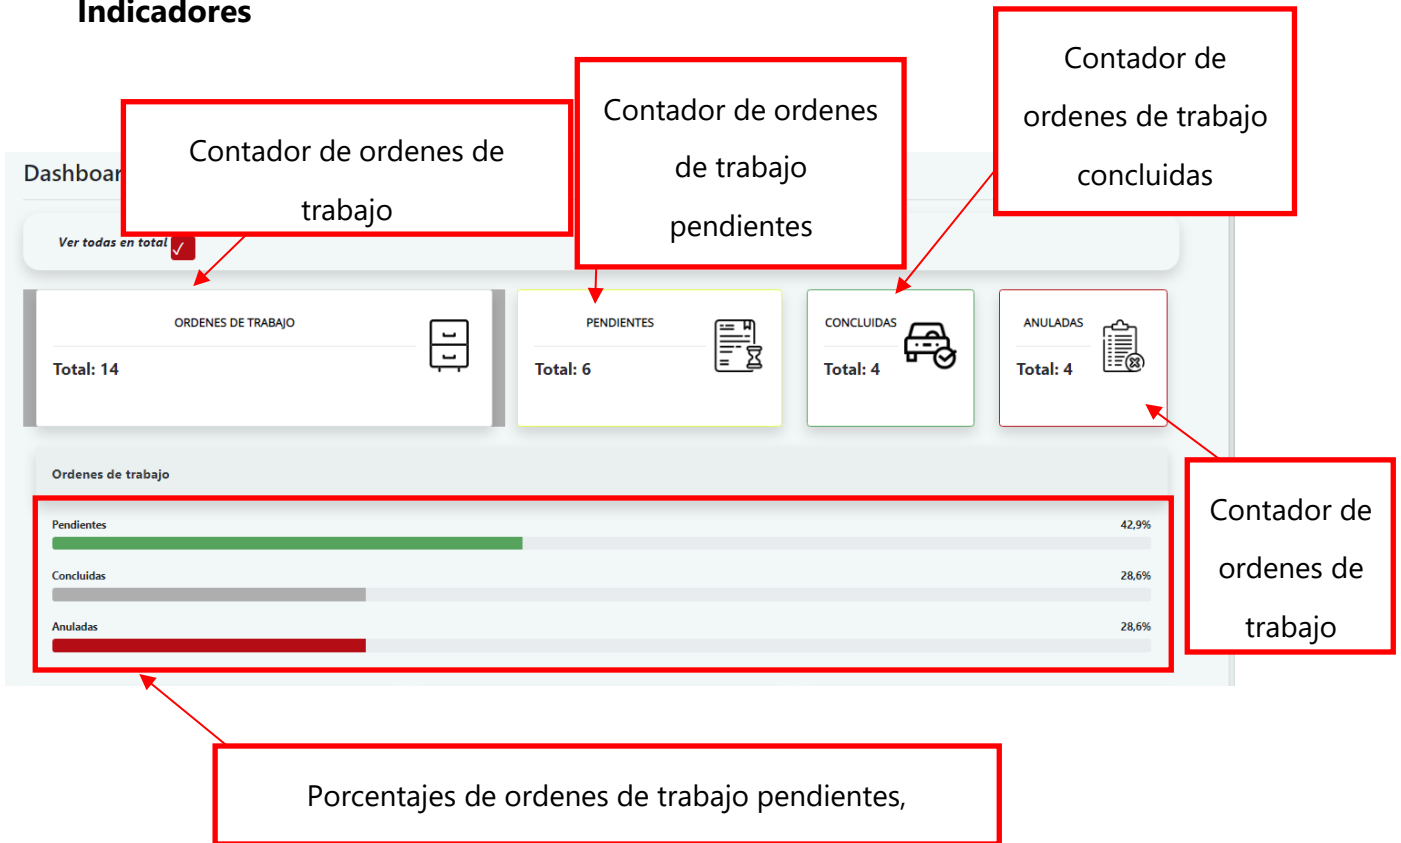 Indicadores
Contador de
ordenes de trabajo
concluidas
Contador de ordenes
de trabajo
pendientes
Contador de ordenes de
trabajo
Dashboar
Ver todas en total
ORDENES DE TRABAJO
Total: 14
PENDIENTES
Total: 6
CONCLUIDAS
Total: 4
ANULADAS
Total: 4
Ordenes de trabajo
Pendientes
42,9%
Concluidas
28,6%
Anuladas
28,6%
Contador de
ordenes de
trabajo
Porcentajes de ordenes de trabajo pendientes,